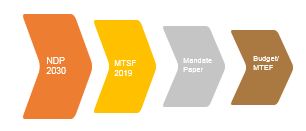 NDP
2030
MTSF
2019
Mandate
Paper
Budget/
MTEF